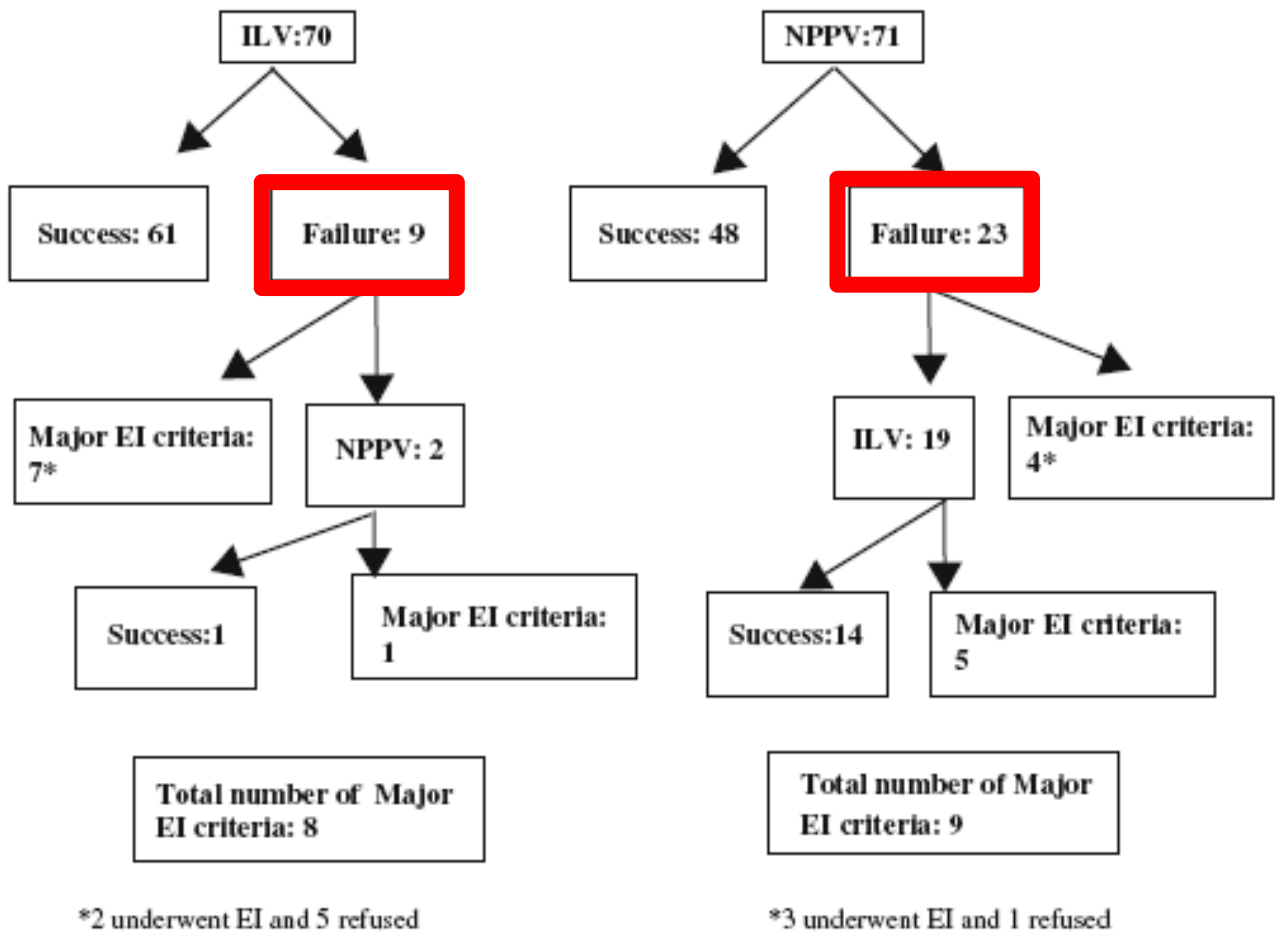 ILV:70
NPPV:71
Success: 61
Failure: 9
Success: 48
Failure: 23
Major EI criteria:
7*
NPPV: 2
ILV: 19
Major EI criteria:
4*
Success:1
Major EI criteria:
1
Success:14
Major EI criteria:
5
Total number of Major
EI criteria: 8
Total number of Major
EI criteria: 9
*2 underwent EI and 5 refused
*3 underwent EI and 1 refused